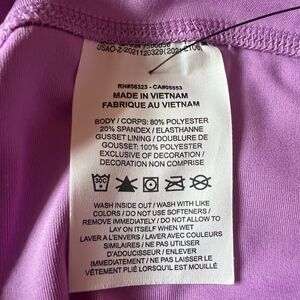 RN#56323 - CA#05553
MADE IN VIETNAM
FABRIQUE AU VIETNAM
BODY / CORPS: 80% POLYESTER
20% SPANDEX / ELASTHANNE
GUSSET LINING / DOUBLURE DE
GOUSSET: 100% POLYESTER
EXCLUSIVE OF DECORATION /
DECORATION NON COMPRISE
30C
WASH INSIDE OUT / WASH WITH LIKE
COLORS / DO NOT USE SOFTENERS /
REMOVE IMMEDIATELY / DO NOT ALLOW TO
LAY ON ITSELF WHEN WET
LAVER A L'ENVERS / LAVER AVEC COULEURS
SIMILAIRES / NE PAS UTILISER
D'ADOUCISSEUR / ENLEVER
IMMEDIATEMENT / NE PAS LAISSER LE
VÊTEMENT PLIÉ LORSQU'IL EST MOUILLÉ